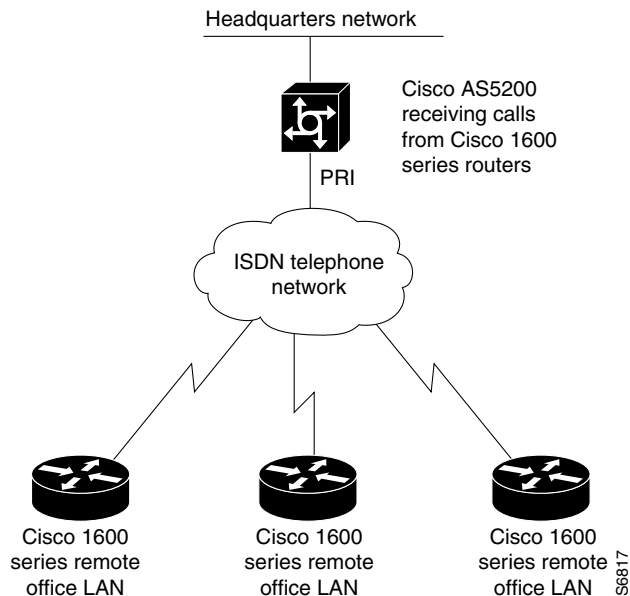 Headquarters network
Cisco AS5200
receiving calls
from Cisco 1600
series routers
PRI
ISDN telephone
network
Cisco 1600
series remote
office LAN
Cisco 1600
series remote
office LAN
Cisco 1600
series remote
office LAN
S6817